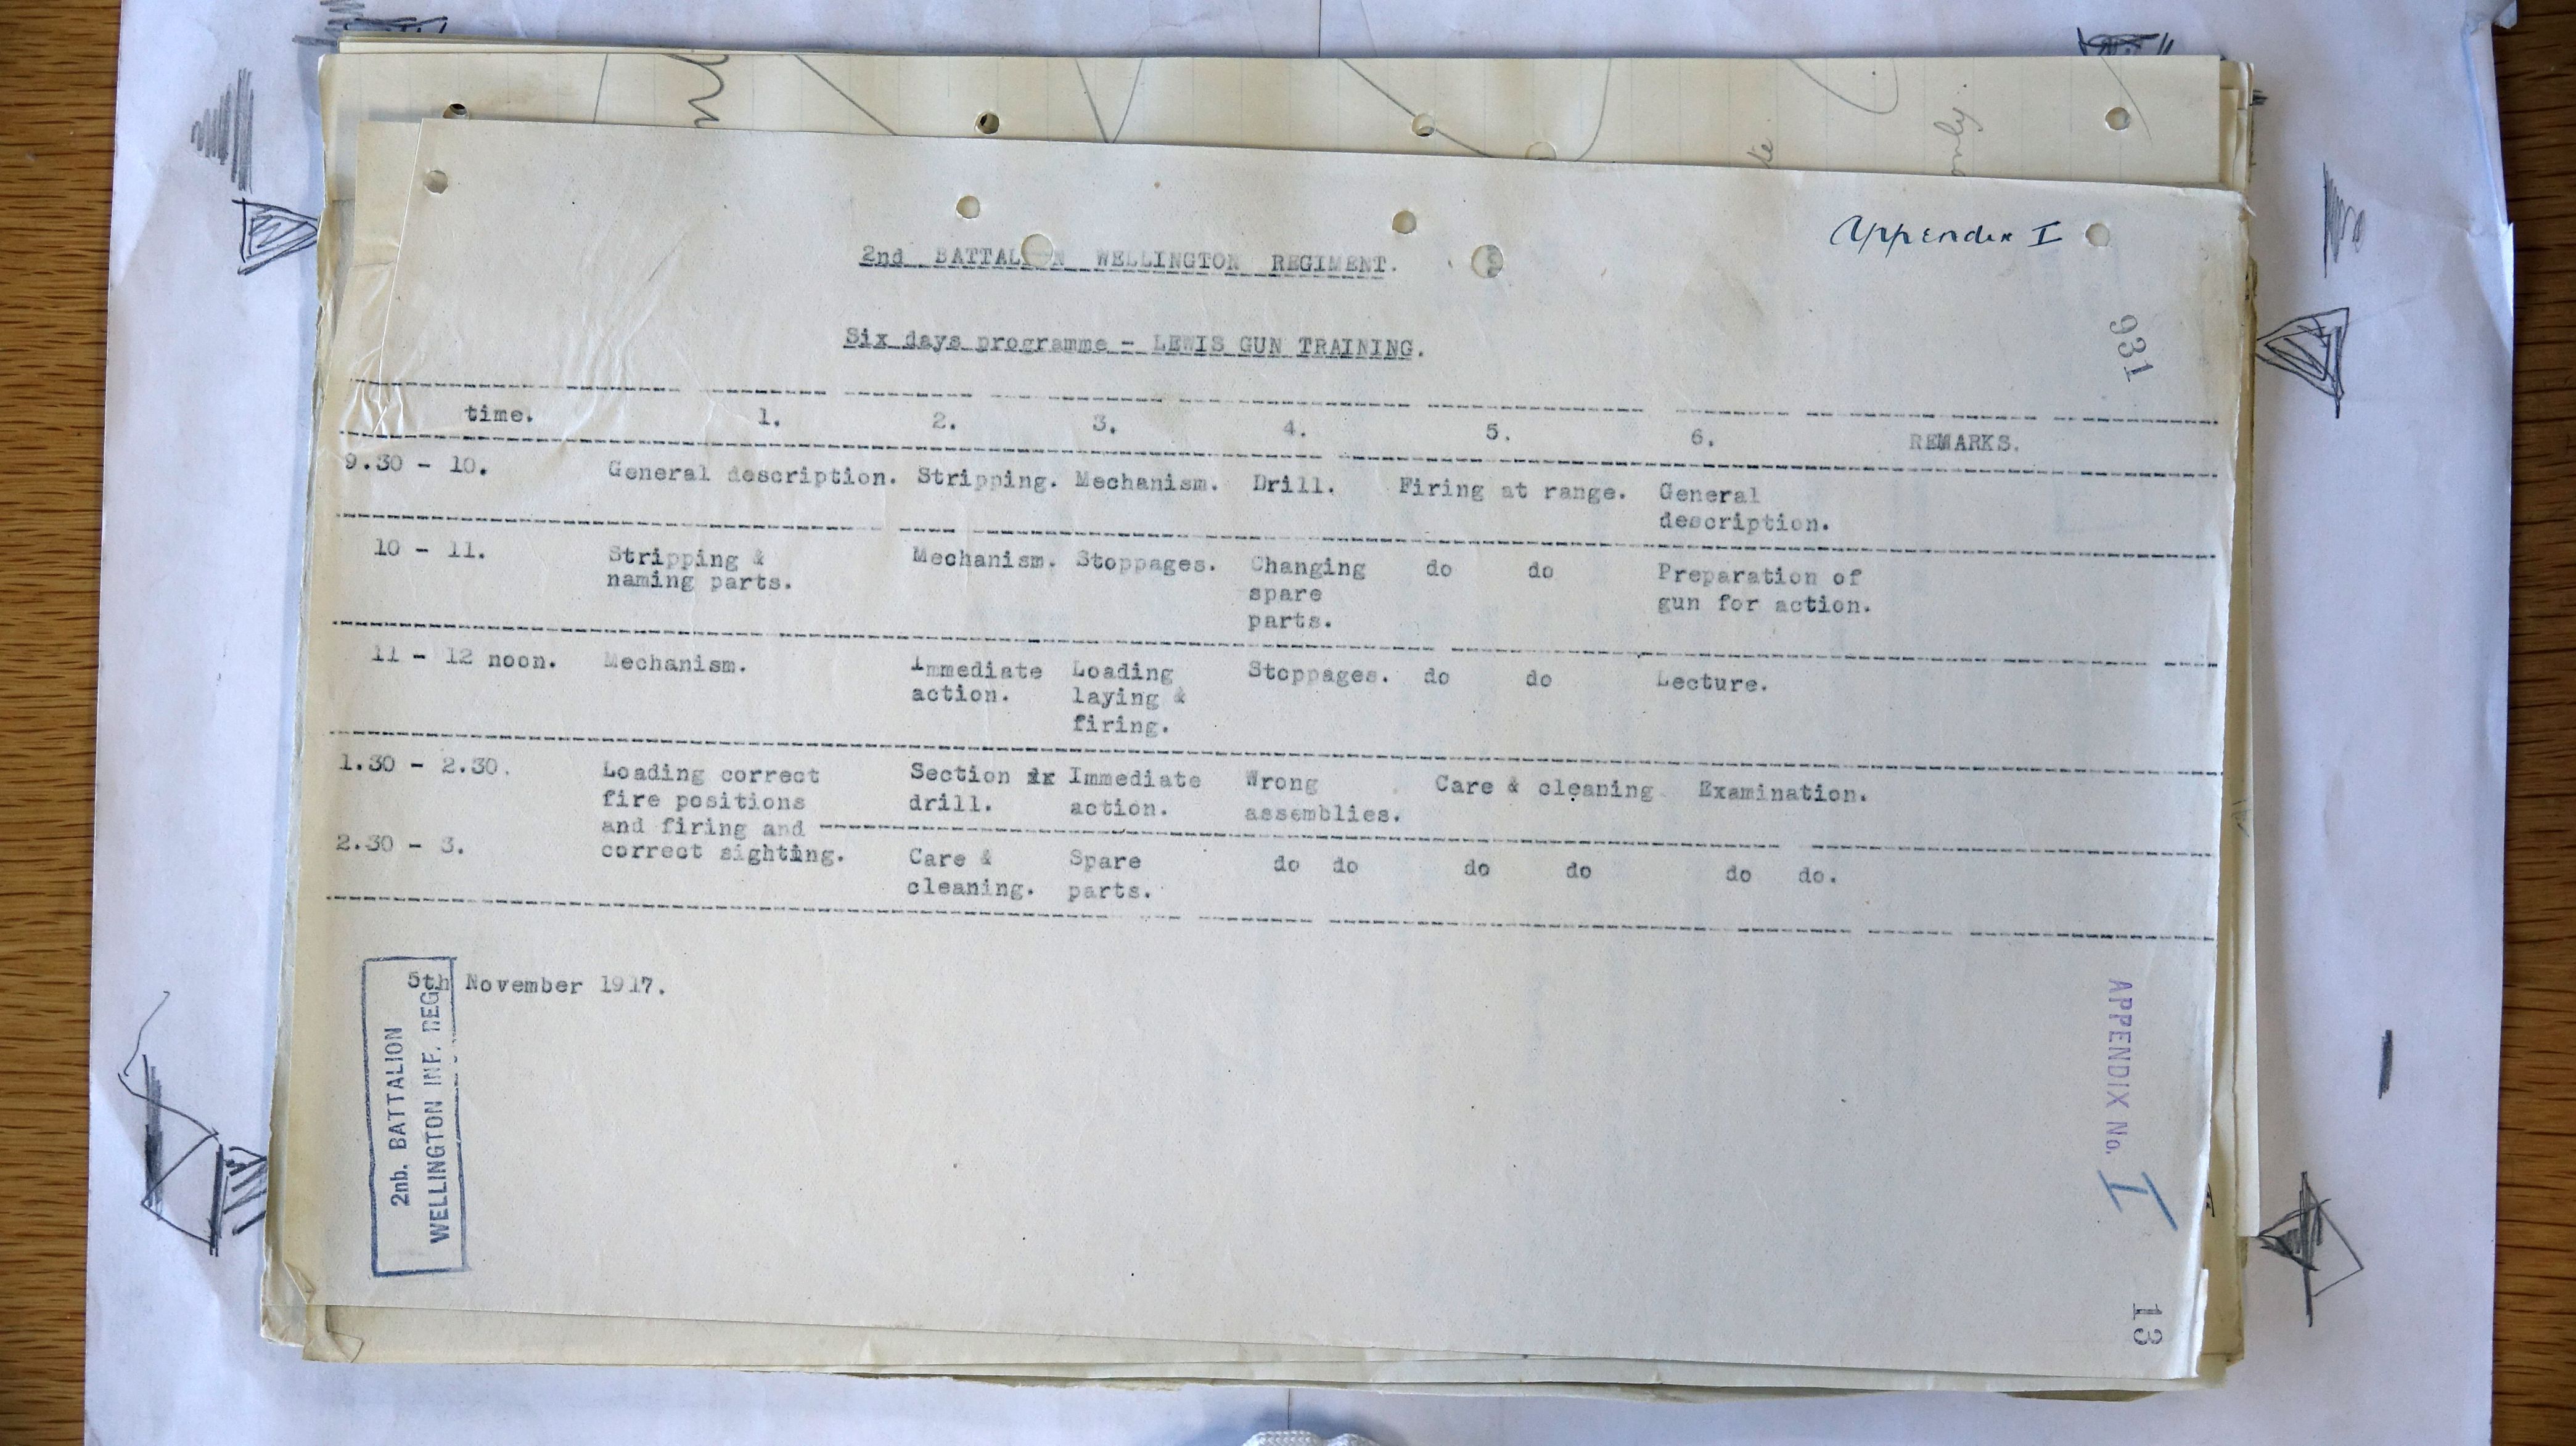 only.
Appendix I
2nd BATTALION WELLINGTON REGIMENT.
931
Six days programme - LEWIS GUN TRAINING.
time. 1. 2. 3. 4. 5. 6. REMARKS.
9.30 - 10. General description. Stripping. Mechanism. Drill. Firing at range. General
description.
10 - 11. Stripping & Mechanism. Stoppages. Changing do do Preparation of
naming parts. spare gun for action.
parts.
11 - 12 noon. Mechanism. Immediate Loading Stoppages. do do Lecture.
action. laying &
firing.
1.30 - 2.30. Loading correct Section ix Immediate Wrong Care & cleaning Examination.
fire positions drill. action. assemblies.
and firing and
2.30 - 3. correct sighting. Care & Spare do do do do do do.
cleaning. parts.
5th November 1917.
2nb. BATTALION
WELLINGTON INF. REG
APPENDIX No. I
13